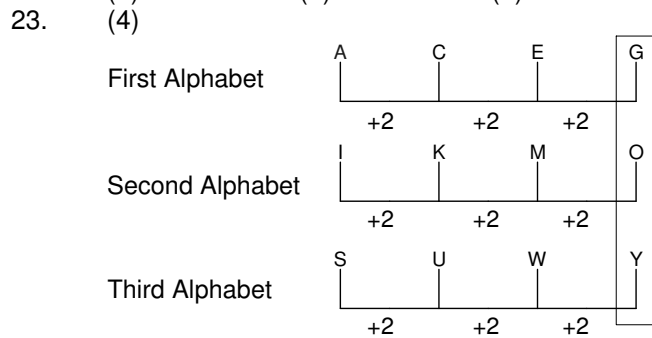 23. (4)
A C E G
First Alphabet
+2 +2 +2
I K M O
Second Alphabet
+2 +2 +2
S U W Y
Third Alphabet
+2 +2 +2